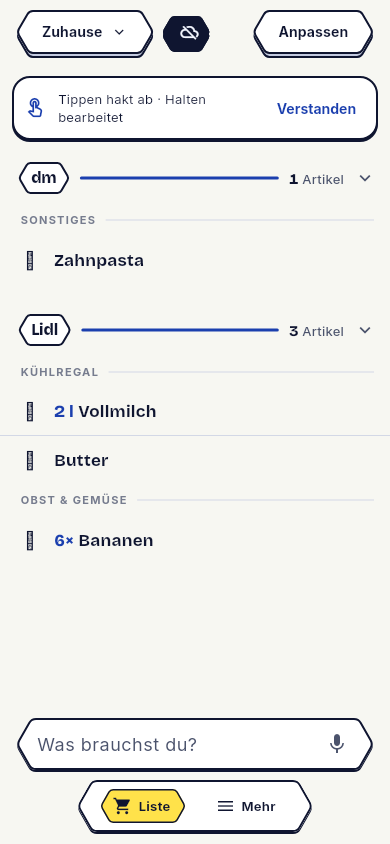 Zuhause
Anpassen
Tippen hakt ab · Halten
bearbeitet
Verstanden
dm
1 Artikel
SONSTIGES
Zahnpasta
Lidl
3 Artikel
KÜHLREGAL
2 l Vollmilch
Butter
OBST & GEMÜSE
6× Bananen
Was brauchst du?
Liste
Mehr